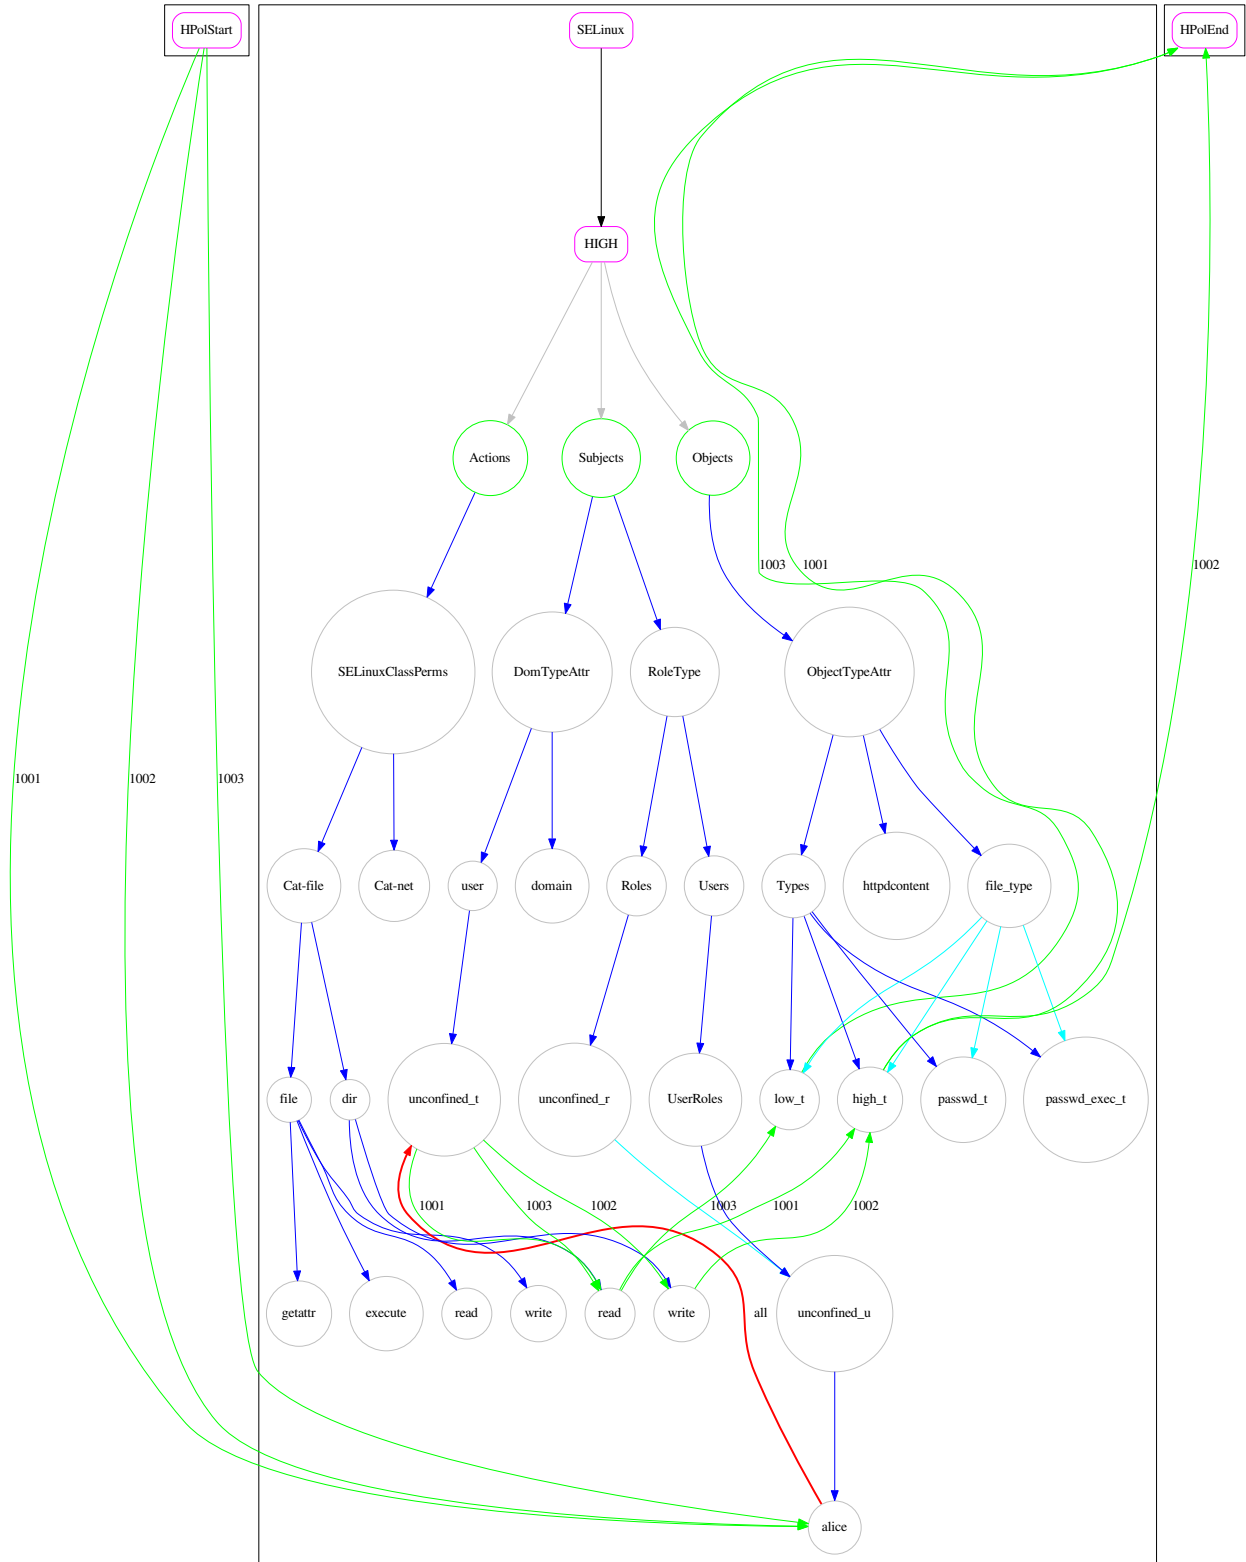 HPolStart
SELinux
HPolEnd
HIGH
Actions
Subjects
Objects
1003
1001
1002
SELinuxClassPerms
DomTypeAttr
RoleType
ObjectTypeAttr
1001
1002
1003
Cat-file
Cat-net
user
domain
Roles
Users
Types
httpdcontent
file_type
file
dir
unconfined_t
unconfined_r
UserRoles
low_t
high_t
passwd_t
passwd_exec_t
1001
1003
1002
1003
1001
1002
getattr
execute
read
write
read
write
all
unconfined_u
alice